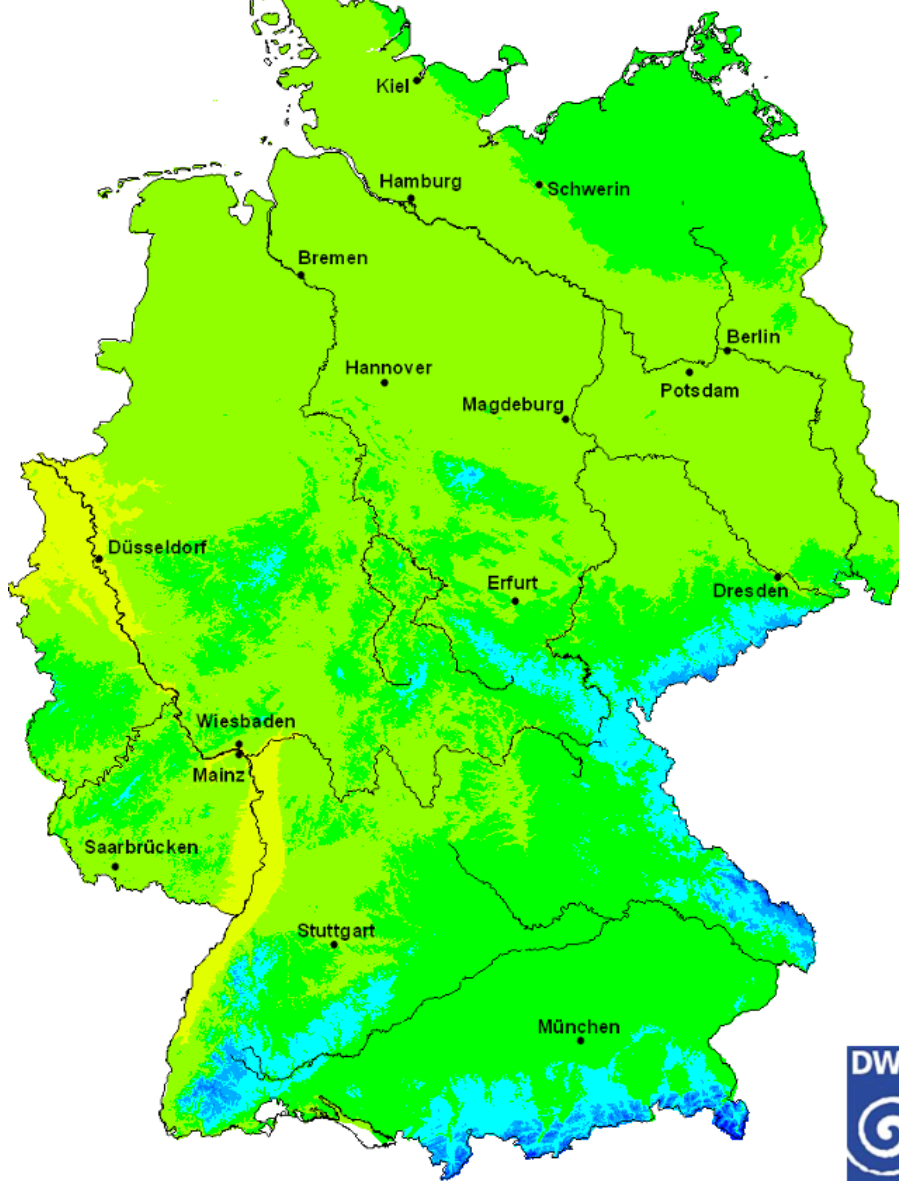 Kiel
Schwerin
Hamburg
Bremen
Berlin
Hannover
Potsdam
Magdeburg
Düsseldorf
Erfurt
Dresden
Wiesbaden
Mainz
Saarbrücken
Stuttgart
München
DW